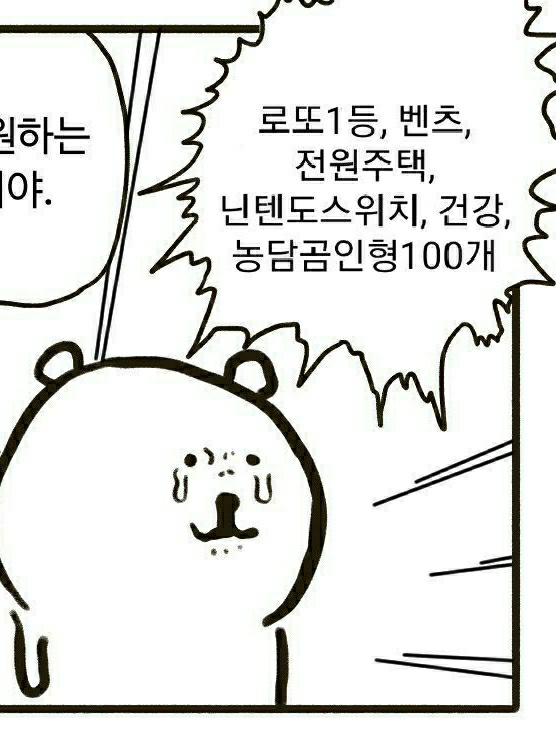 원하는
야.
로또1등, 벤츠,
전원주택,
닌텐도스위치, 건강,
농담곰인형100개